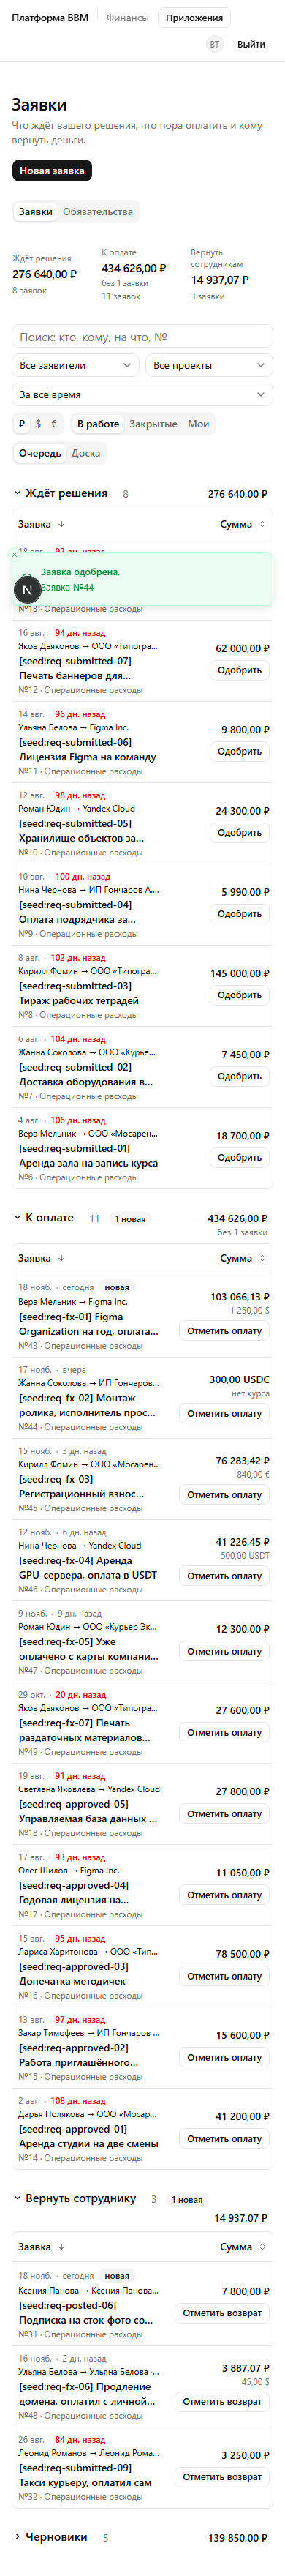 Платформа ВВМ
Финансы
Приложения
ВТ
Выйти
Заявки
Что ждёт вашего решения, что пора оплатить и кому
вернуть деньги.
Новая заявка
Заявки
Обязательства
Ждёт решения
276 640,00 ₽
8 заявок
К оплате
434 626,00 ₽
без 1 заявки
11 заявок
Вернуть
сотрудникам
14 937,07 ₽
3 заявки
Поиск: кто, кому, на что, №
Все заявители
Все проекты
За всё время
₽ $ €
В работе Закрытые Мои
Очередь Доска
Ждёт решения 8 276 640,00 ₽
Заявка ↓ Сумма
Заявка одобрена.
Заявка №44
N
№13 · Операционные расходы
16 авг. · 94 дн. назад
Яков Дьяконов → ООО «Типогра...
62 000,00 ₽
[seed:req-submitted-07]
Печать баннеров для...
Одобрить
№12 · Операционные расходы
14 авг. · 96 дн. назад
Ульяна Белова → Figma Inc.
9 800,00 ₽
[seed:req-submitted-06]
Лицензия Figma на команду
Одобрить
№11 · Операционные расходы
12 авг. · 98 дн. назад
Роман Юдин → Yandex Cloud
24 300,00 ₽
[seed:req-submitted-05]
Хранилище объектов за...
Одобрить
№10 · Операционные расходы
10 авг. · 100 дн. назад
Нина Чернова → ИП Гончаров А....
5 990,00 ₽
[seed:req-submitted-04]
Оплата подрядчика за...
Одобрить
№9 · Операционные расходы
8 авг. · 102 дн. назад
Кирилл Фомин → ООО «Типогра...
145 000,00 ₽
[seed:req-submitted-03]
Тираж рабочих тетрадей
Одобрить
№8 · Операционные расходы
6 авг. · 104 дн. назад
Жанна Соколова → ООО «Курье...
7 450,00 ₽
[seed:req-submitted-02]
Доставка оборудования в...
Одобрить
№7 · Операционные расходы
4 авг. · 106 дн. назад
Вера Мельник → ООО «Мосарен...
18 700,00 ₽
[seed:req-submitted-01]
Аренда зала на запись курса
Одобрить
№6 · Операционные расходы
К оплате 11 1 новая 434 626,00 ₽
без 1 заявки
Заявка ↓ Сумма
18 нояб. · сегодня новая
Вера Мельник → Figma Inc.
103 066,13 ₽
1 250,00 $
[seed:req-fx-01] Figma
Organization на год, оплата...
Отметить оплату
№43 · Операционные расходы
17 нояб. · вчера
Жанна Соколова → ИП Гончаров...
300,00 USDC
нет курса
[seed:req-fx-02] Монтаж
ролика, исполнитель прос...
Отметить оплату
№44 · Операционные расходы
15 нояб. · 3 дн. назад
Кирилл Фомин → ООО «Мосарен...
76 283,42 ₽
840,00 €
[seed:req-fx-03]
Регистрационный взнос...
Отметить оплату
№45 · Операционные расходы
12 нояб. · 6 дн. назад
Нина Чернова → Yandex Cloud
41 226,45 ₽
500,00 USDT
[seed:req-fx-04] Аренда
GPU-сервера, оплата в USDT
Отметить оплату
№46 · Операционные расходы
9 нояб. · 9 дн. назад
Роман Юдин → ООО «Курьер Эк...
12 300,00 ₽
[seed:req-fx-05] Уже
оплачено с карты компани...
Отметить оплату
№47 · Операционные расходы
29 окт. · 20 дн. назад
Яков Дьяконов → ООО «Типогра...
27 600,00 ₽
[seed:req-fx-07] Печать
раздаточных материалов...
Отметить оплату
№49 · Операционные расходы
19 авг. · 91 дн. назад
Светлана Яковлева → Yandex Cloud
27 800,00 ₽
[seed:req-approved-05]
Управляемая база данных ...
Отметить оплату
№18 · Операционные расходы
17 авг. · 93 дн. назад
Олег Шилов → Figma Inc.
11 050,00 ₽
[seed:req-approved-04]
Годовая лицензия на...
Отметить оплату
№17 · Операционные расходы
15 авг. · 95 дн. назад
Лариса Харитонова → ООО «Тип...
78 500,00 ₽
[seed:req-approved-03]
Допечатка методичек
Отметить оплату
№16 · Операционные расходы
13 авг. · 97 дн. назад
Захар Тимофеев → ИП Гончаров ...
15 600,00 ₽
[seed:req-approved-02]
Работа приглашённого...
Отметить оплату
№15 · Операционные расходы
2 авг. · 108 дн. назад
Дарья Полякова → ООО «Мосар...
41 200,00 ₽
[seed:req-approved-01]
Аренда студии на две смены
Отметить оплату
№14 · Операционные расходы
Вернуть сотруднику 3 1 новая
14 937,07 ₽
Заявка ↓ Сумма
18 нояб. · сегодня новая
Ксения Панова → Ксения Панова...
7 800,00 ₽
[seed:req-posted-06]
Подписка на сток-фото со...
Отметить возврат
№31 · Операционные расходы
16 нояб. · 2 дн. назад
Ульяна Белова → Ульяна Белова ·...
3 887,07 ₽
45,00 $
[seed:req-fx-06] Продление
домена, оплатил с личной...
Отметить возврат
№48 · Операционные расходы
26 авг. · 84 дн. назад
Леонид Романов → Леонид Рома...
3 250,00 ₽
[seed:req-submitted-09]
Такси курьеру, оплатил сам
Отметить возврат
№32 · Операционные расходы
Черновики 5 139 850,00 ₽